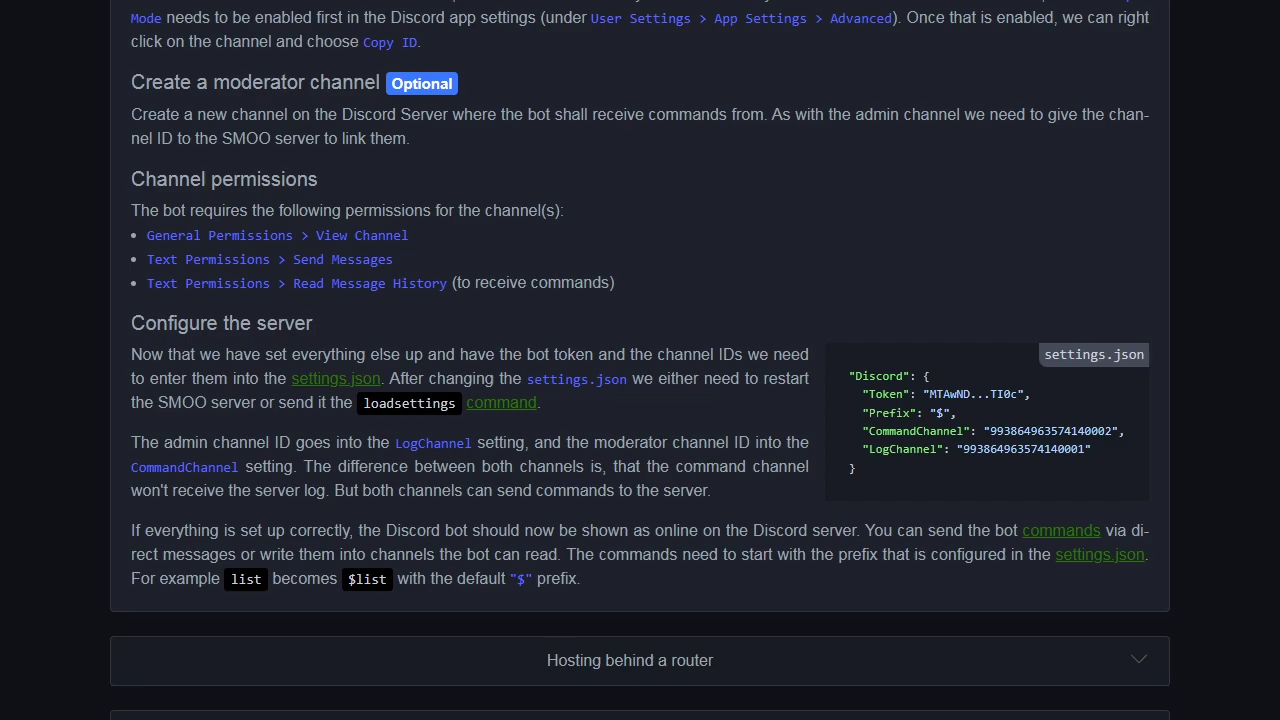 Mode needs to be enabled first in the Discord app settings (under User Settings > App Settings > Advanced). Once that is enabled, we can right
click on the channel and choose Copy ID.
Create a moderator channel Optional
Create a new channel on the Discord Server where the bot shall receive commands from. As with the admin channel we need to give the chan-
nel ID to the SMOO server to link them.
Channel permissions
The bot requires the following permissions for the channel(s):
• General Permissions > View Channel
• Text Permissions > Send Messages
• Text Permissions > Read Message History (to receive commands)
Configure the server
Now that we have set everything else up and have the bot token and the channel IDs we need
to enter them into the settings.json. After changing the settings.json we either need to restart
the SMOO server or send it the loadsettings command.
The admin channel ID goes into the LogChannel setting, and the moderator channel ID into the
CommandChannel setting. The difference between both channels is, that the command channel
won't receive the server log. But both channels can send commands to the server.
settings.json
"Discord": {
"Token": "MTAwND...TI0c",
"Prefix": "$",
"CommandChannel": "993864963574140002",
"LogChannel": "993864963574140001"
}
If everything is set up correctly, the Discord bot should now be shown as online on the Discord server. You can send the bot commands via di-
rect messages or write them into channels the bot can read. The commands need to start with the prefix that is configured in the settings.json.
For example list becomes $list with the default "$" prefix.
Hosting behind a router